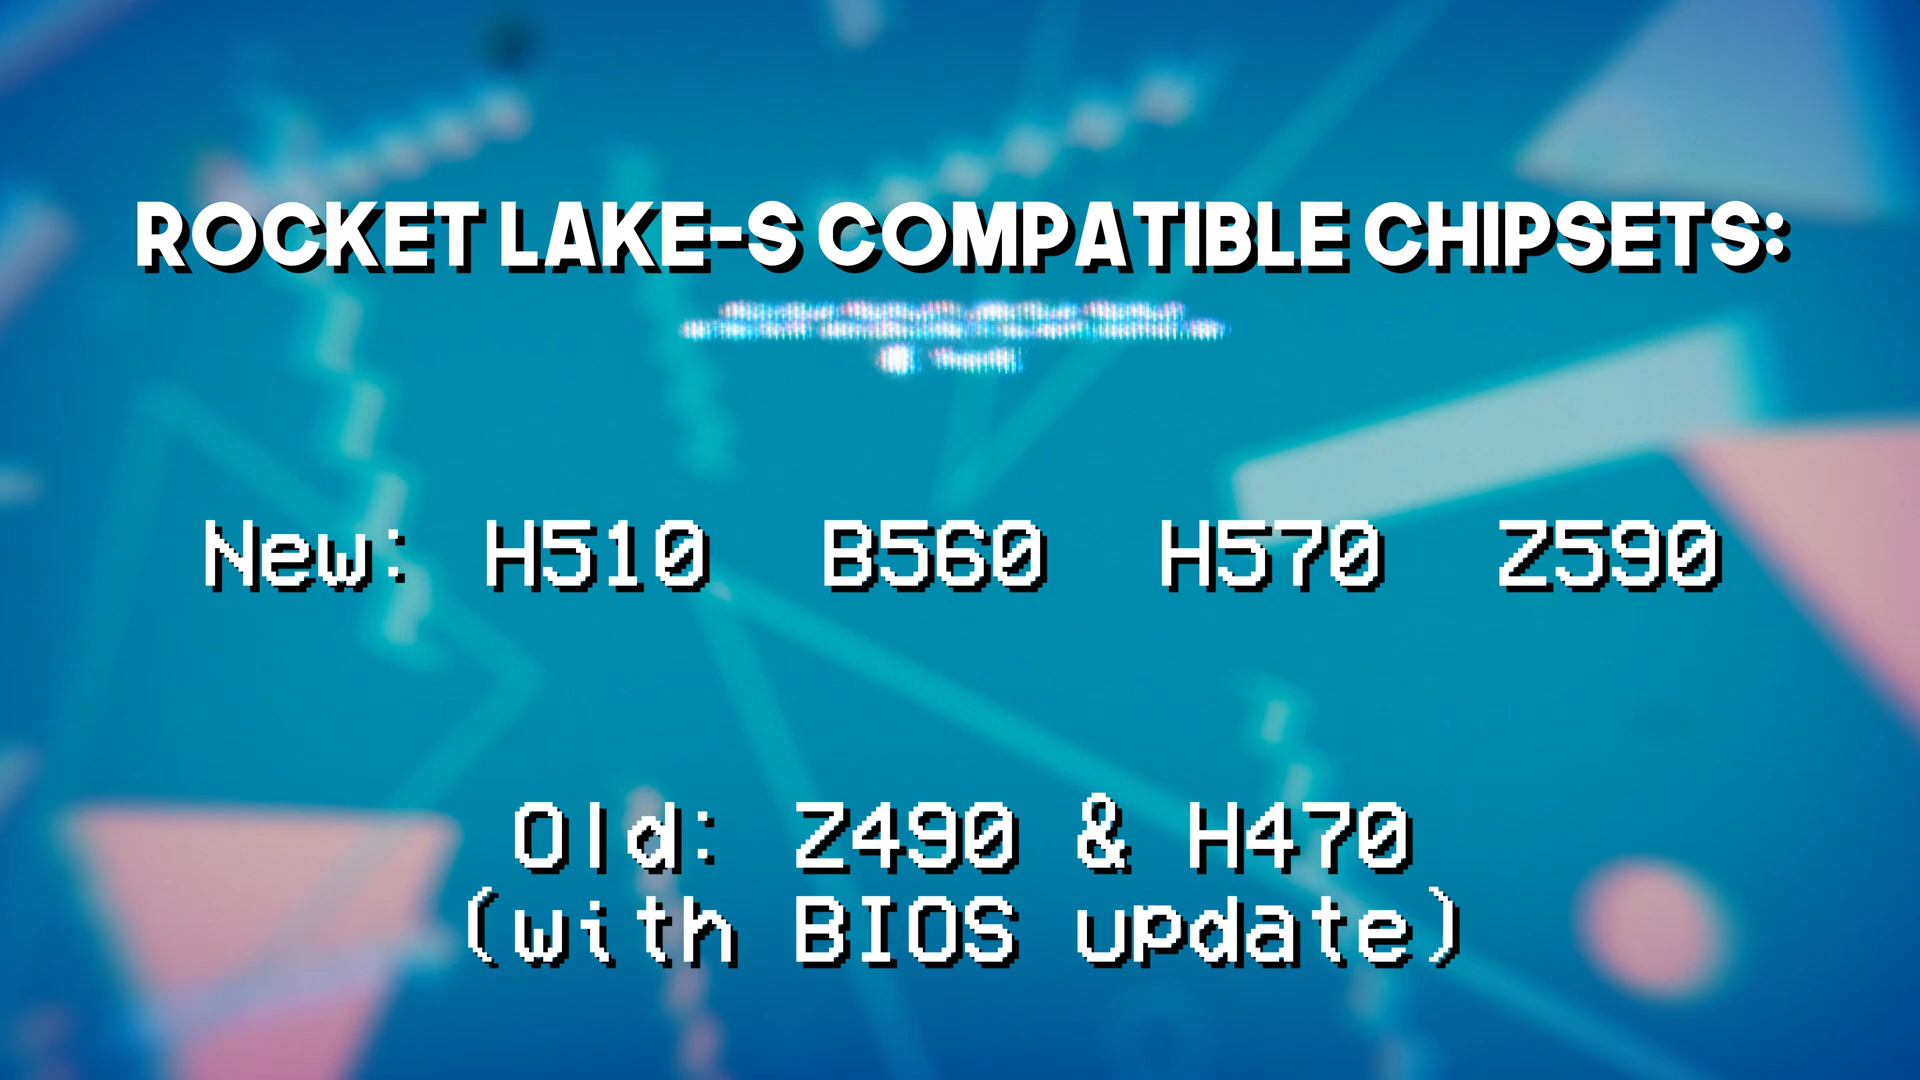 ROCKET LAKE-S COMPATIBLE CHIPSETS:
New: H510 B560 H570 Z590
Old: Z490 & H470
(with BIOS update)